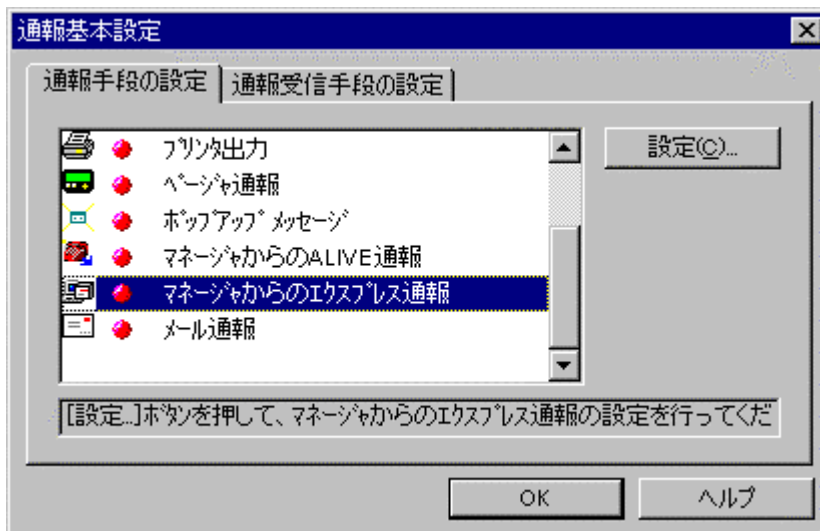 通報基本設定
通報手段の設定 通報受信手段の設定
プリンタ出力
設定(C)...
ページャ通報
ポップアップ メッセージ
マネージャからのALIVE通報
マネージャからのエクスプレス通報
メール通報
[設定...]ボタンを押して、マネージャからのエクスプレス通報の設定を行ってくだ
OK ヘルプ